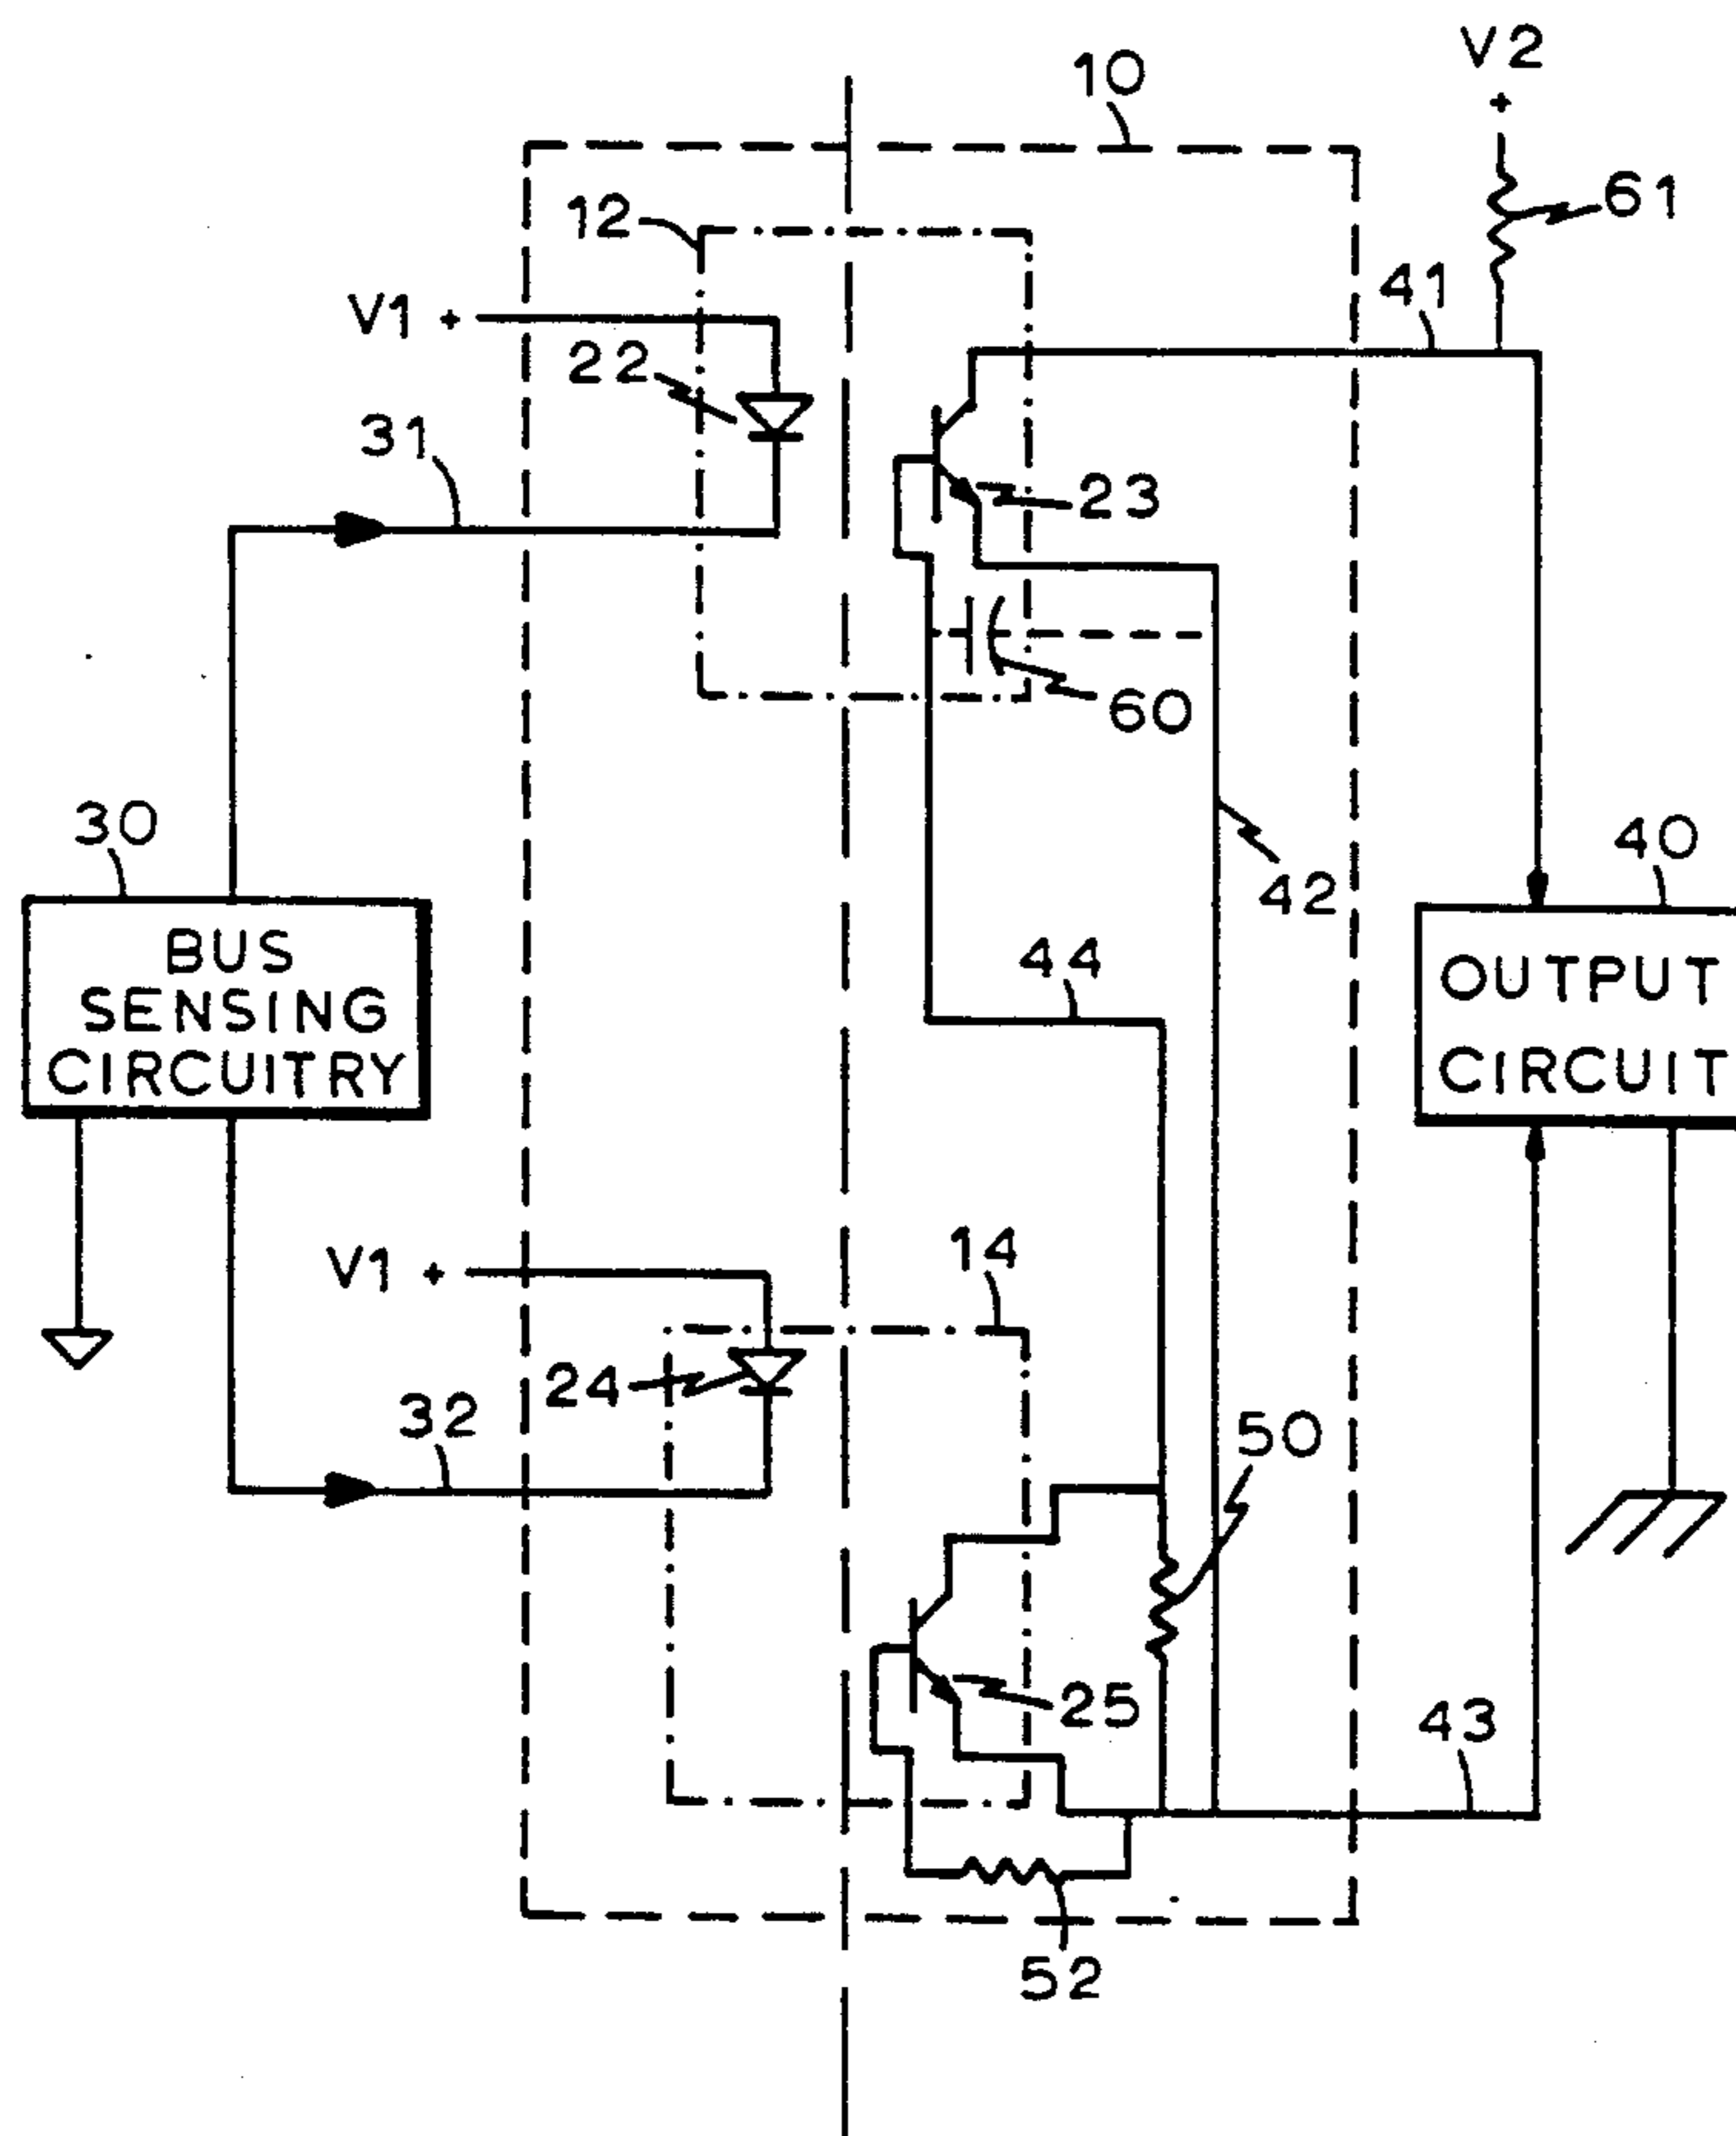 V2
+
10
12
61
41
V1 +
22
31
23
60
30
40
42
BUS
SENSING
CIRCUITRY
OUTPUT
CIRCUIT
44
14
V1 +
24
32
50
25
43
52